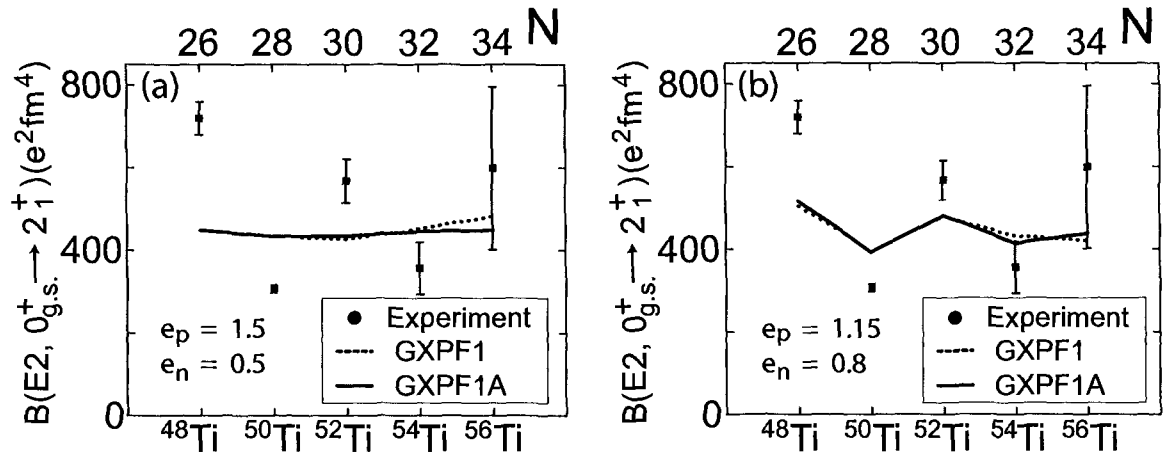 26 28 30 32 34 N
(a)
800
400
0
B(E2, 0⁺g.s. → 2⁺1)(e²fm⁴)
eₚ = 1.5
eₙ = 0.5
Experiment
GXPF1
GXPF1A
⁴⁸Ti ⁵⁰Ti ⁵²Ti ⁵⁴Ti ⁵⁶Ti
26 28 30 32 34 N
(b)
800
400
0
B(E2, 0⁺g.s. → 2⁺1)(e²fm⁴)
eₚ = 1.15
eₙ = 0.8
Experiment
GXPF1
GXPF1A
⁴⁸Ti ⁵⁰Ti ⁵²Ti ⁵⁴Ti ⁵⁶Ti